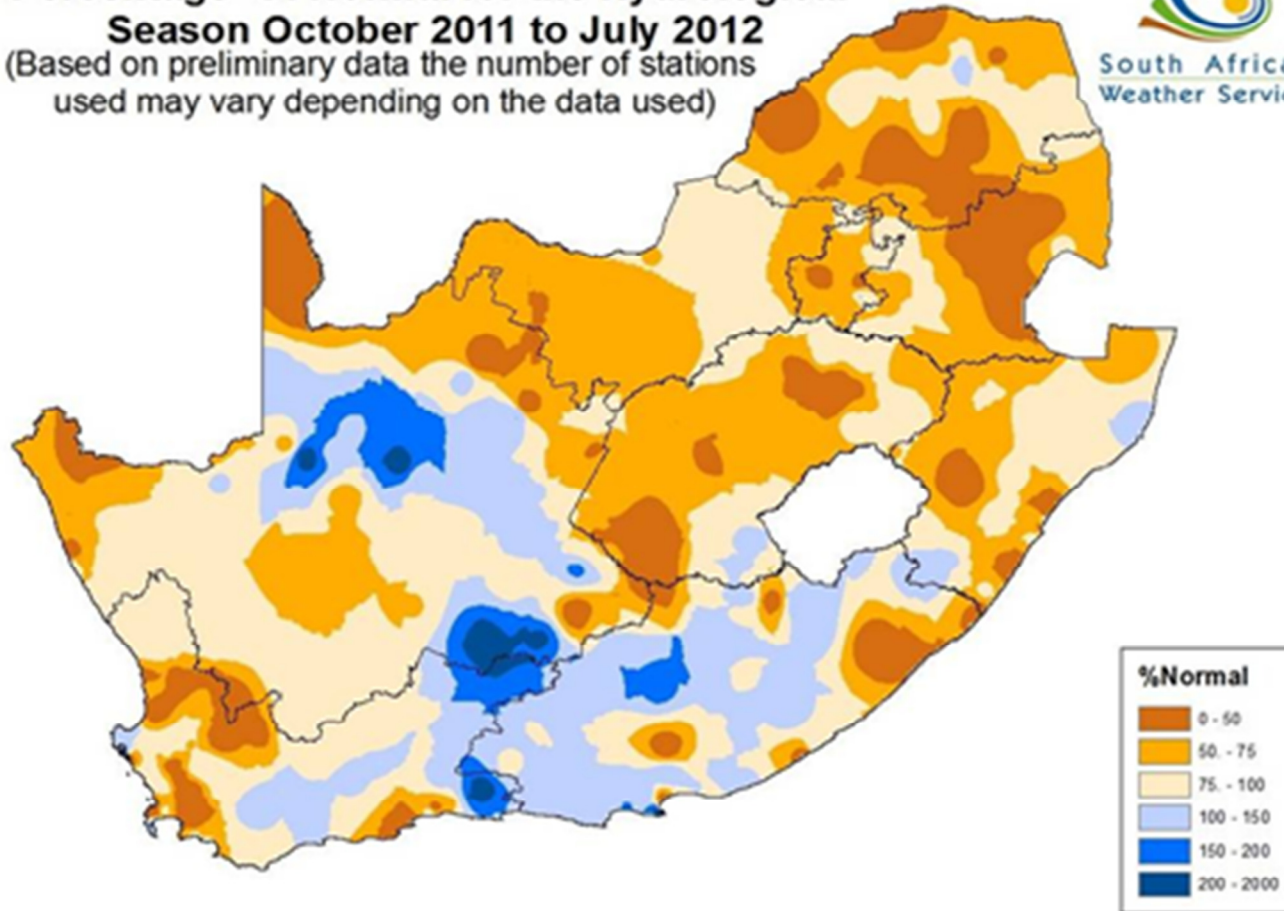 Season October 2011 to July 2012
(Based on preliminary data the number of stations
used may vary depending on the data used)
South Africa
Weather Servi
%Normal
0 - 50
50. - 75
75. - 100
100 - 150
150 - 200
200 - 2000